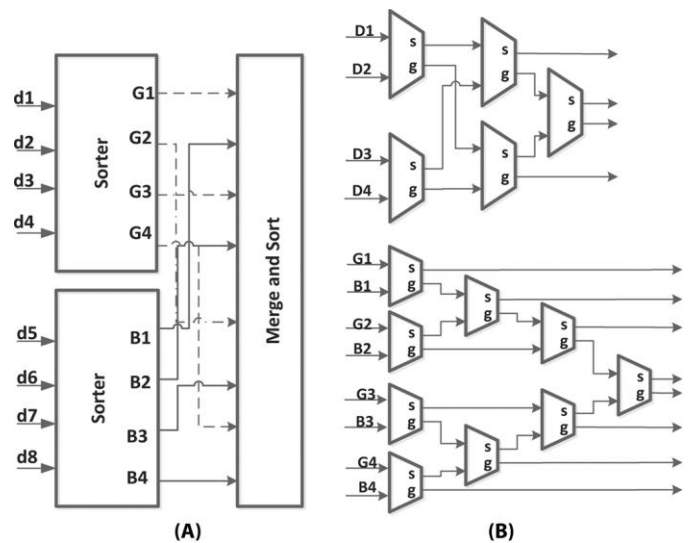 d1
d2
d3
d4
Sorter
G1
G2
G3
G4
d5
d6
d7
d8
Sorter
B1
B2
B3
B4
Merge and Sort
(A)
D1
D2
D3
D4
s
g
s
g
s
g
s
g
s
g
G1
B1
G2
B2
G3
B3
G4
B4
s
g
s
g
s
g
s
g
s
g
s
g
s
g
s
g
s
g
(B)